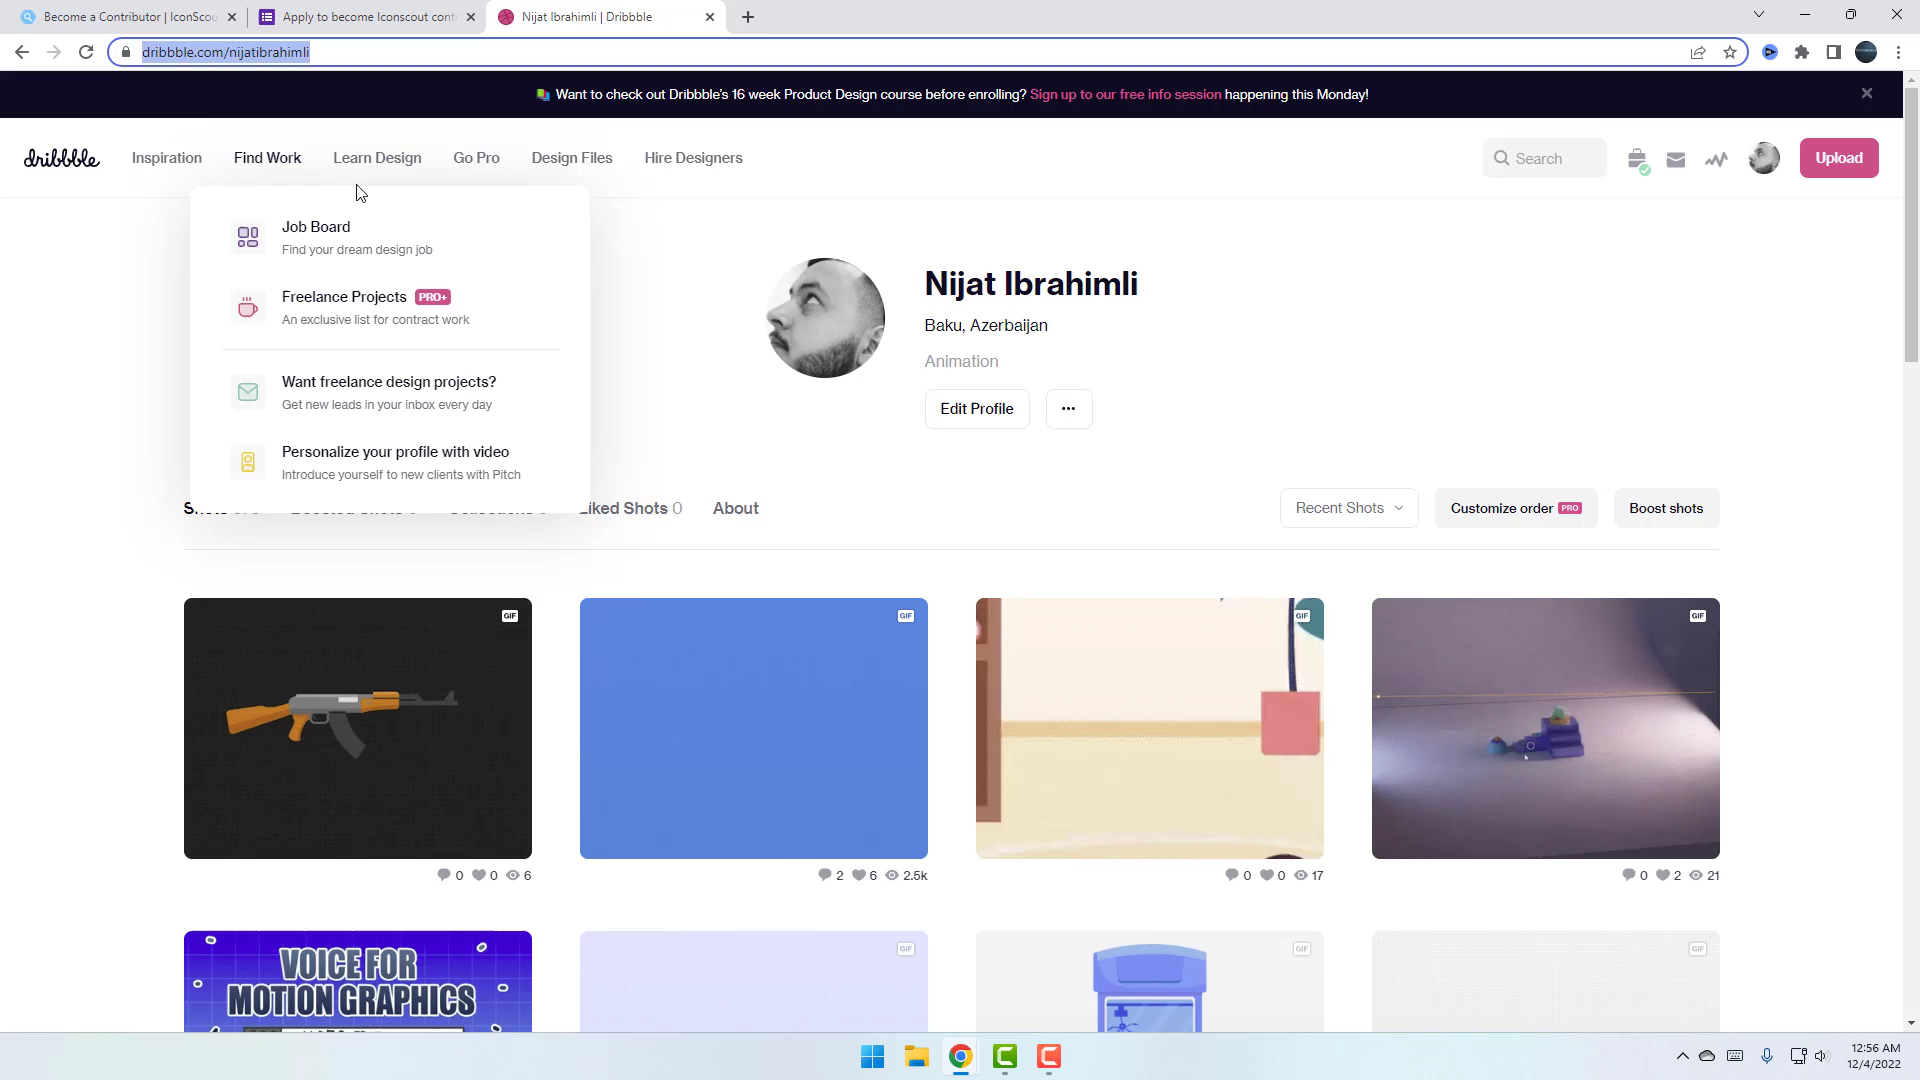 Become a Contributor | IconScou
Apply to become Iconscout cont
Nijat Ibrahimli | Dribbble
dribbble.com/nijatibrahimli
Want to check out Dribbble's 16 week Product Design course before enrolling? Sign up to our free info session happening this Monday!
dribbble
Inspiration
Find Work
Learn Design
Go Pro
Design Files
Hire Designers
Search
Upload
Job Board
Find your dream design job
Freelance Projects PRO+
An exclusive list for contract work
Want freelance design projects?
Get new leads in your inbox every day
Personalize your profile with video
Introduce yourself to new clients with Pitch
Nijat Ibrahimli
Baku, Azerbaijan
Animation
Edit Profile
Liked Shots 0
About
Recent Shots
Customize order PRO
Boost shots
GIF
GIF
GIF
GIF
0 0 6
2 6 2.5k
0 0 17
0 2 21
VOICE FOR
MOTION GRAPHICS
GIF
GIF
GIF
12:56 AM
12/4/2022